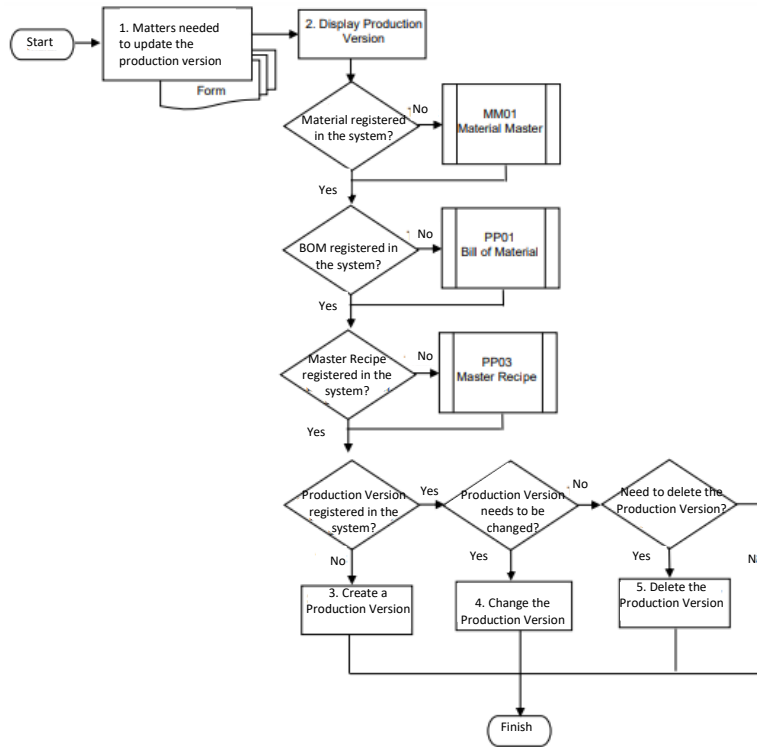 Start
1. Matters needed
to update the
production version
Form
2. Display Production
Version
Material registered
in the system?
No
MM01
Material Master
Yes
BOM registered in
the system?
No
PP01
Bill of Material
Yes
Master Recipe
registered in the
system?
No
PP03
Master Recipe
Yes
Production Version
registered in the
system?
Yes
Production Version
needs to be
changed?
No
Need to delete the
Production Version?
No
Yes
Yes
3. Create a
Production Version
4. Change the
Production Version
5. Delete the
Production Version
Finish